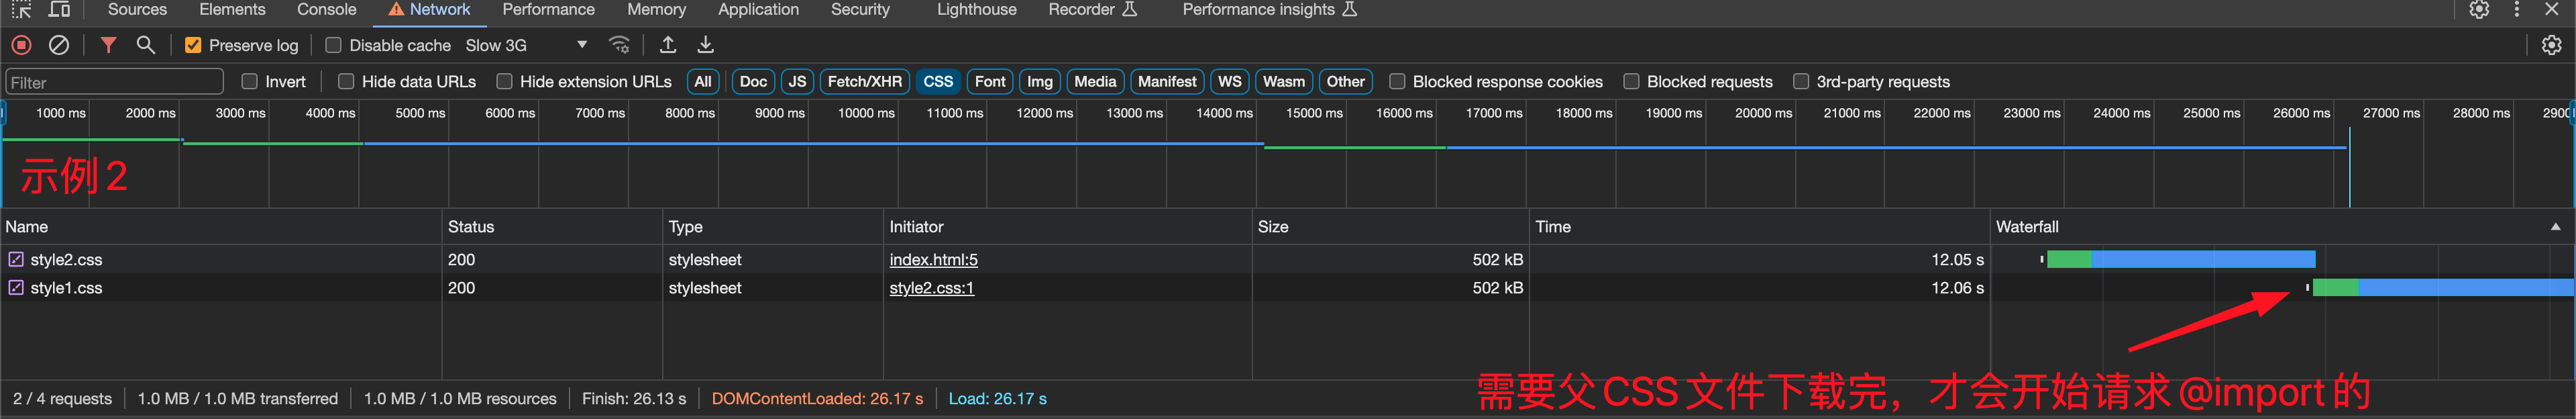 Sources Elements Console Network Performance Memory Application Security Lighthouse Recorder Performance insights
Preserve log Disable cache Slow 3G
Filter Invert Hide data URLs Hide extension URLs All Doc JS Fetch/XHR CSS Font Img Media Manifest WS Wasm Other Blocked response cookies Blocked requests 3rd-party requests
1000 ms 2000 ms 3000 ms 4000 ms 5000 ms 6000 ms 7000 ms 8000 ms 9000 ms 10000 ms 11000 ms 12000 ms 13000 ms 14000 ms 15000 ms 16000 ms 17000 ms 18000 ms 19000 ms 20000 ms 21000 ms 22000 ms 23000 ms 24000 ms 25000 ms 26000 ms 27000 ms 28000 ms 2900
示例2
Name Status Type Initiator Size Time Waterfall
style2.css 200 stylesheet index.html:5 502 kB 12.05 s
style1.css 200 stylesheet style2.css:1 502 kB 12.06 s
需要父CSS文件下载完，才会开始请求@import的
2 / 4 requests 1.0 MB / 1.0 MB transferred 1.0 MB / 1.0 MB resources Finish: 26.13 s DOMContentLoaded: 26.17 s Load: 26.17 s